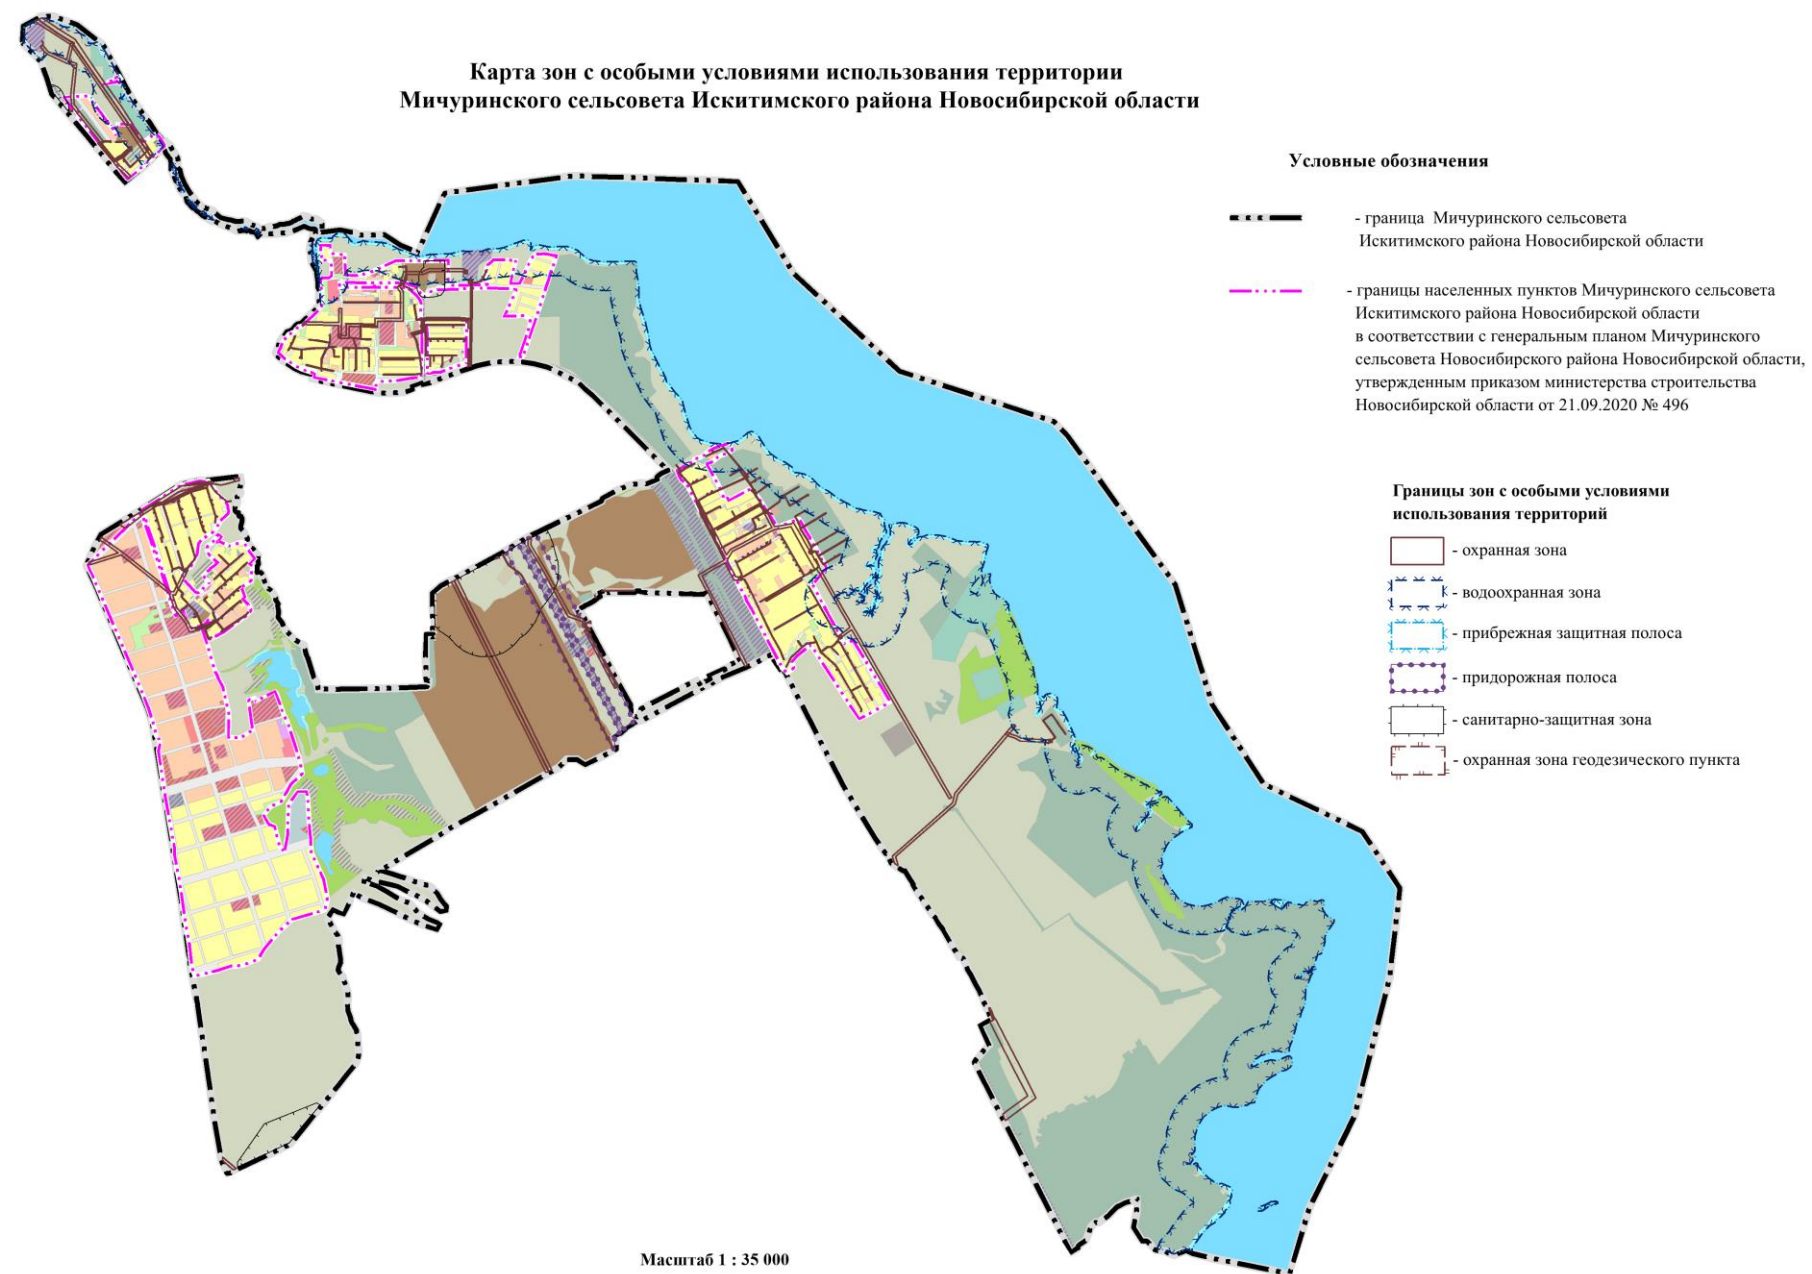 Карта зон с особыми условиями использования территории
Мичуринского сельсовета Искитимского района Новосибирской области
Условные обозначения
- граница Мичуринского сельсовета
Искитимского района Новосибирской области
- границы населенных пунктов Мичуринского сельсовета
Искитимского района Новосибирской области
в соответствии с генеральным планом Мичуринского
сельсовета Новосибирского района Новосибирской области,
утвержденным приказом министерства строительства
Новосибирской области от 21.09.2020 № 496
Границы зон с особыми условиями
использования территорий
- охранная зона
- водоохранная зона
- прибрежная защитная полоса
- придорожная полоса
- санитарно-защитная зона
- охранная зона геодезического пункта
Масштаб 1 : 35 000